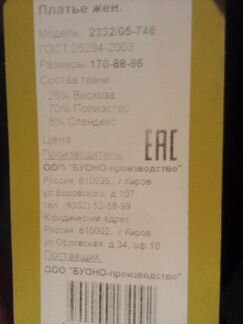 Платье жен.
Модель: 2332/05-746
ГОСТ 25294-2003
Размеры 170-88-96
Состав ткани:
25% Вискоза
70% Полиэстер
5% Спандекс
Цена
Производитель:
EAC
ООО "БУОНО-производство"
Россия 610035, г Киров
ул Воровского, д 107
тел. (8332) 52-68-99
Юридический адрес:
Россия, 610002, г Киров
ул Орловская, д 34, оф.10
Поставщик:
ООО "БУОНО-производство"